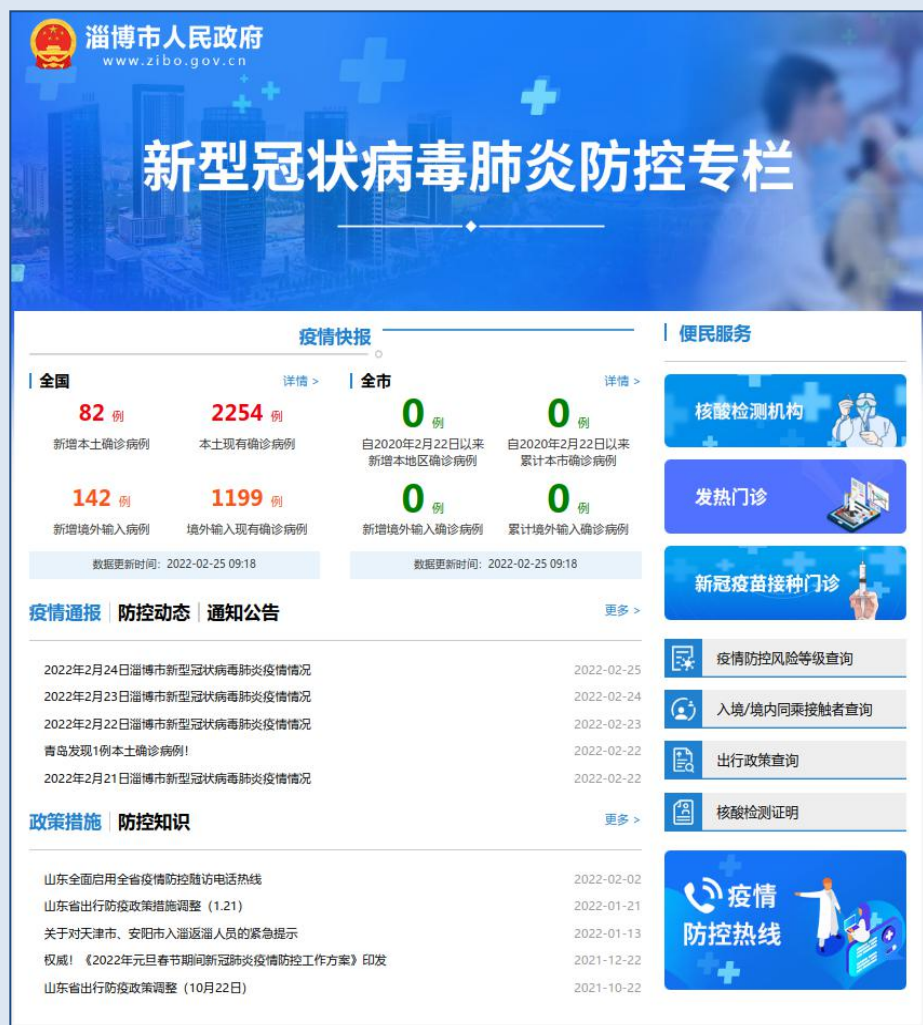 淄博市人民政府
www.zibo.gov.cn
新型冠状病毒肺炎防控专栏
疫情快报
全国 详情 >
82 例 2254 例
新增本土确诊病例 本土现有确诊病例
142 例 1199 例
新增境外输入病例 境外输入现有确诊病例
数据更新时间: 2022-02-25 09:18
全市 详情 >
0 例 0 例
自2020年2月22日以来 自2020年2月22日以来
新增本地区确诊病例 累计本市确诊病例
0 例 0 例
新增境外输入确诊病例 累计境外输入确诊病例
数据更新时间: 2022-02-25 09:18
疫情通报 防控动态 通知公告 更多 >
2022年2月24日淄博市新型冠状病毒肺炎疫情情况 2022-02-25
2022年2月23日淄博市新型冠状病毒肺炎疫情情况 2022-02-24
2022年2月22日淄博市新型冠状病毒肺炎疫情情况 2022-02-23
青岛发现1例本土确诊病例! 2022-02-22
2022年2月21日淄博市新型冠状病毒肺炎疫情情况 2022-02-22
政策措施 防控知识 更多 >
山东全面启用全省疫情防控随访电话热线 2022-02-02
山东省出行防疫政策措施调整（1.21） 2022-01-21
关于对天津市、安阳市入淄返淄人员的紧急提示 2022-01-13
权威！《2022年元旦春节期间新冠肺炎疫情防控工作方案》印发 2021-12-22
山东省出行防疫政策调整（10月22日） 2021-10-22
便民服务
核酸检测机构
发热门诊
新冠疫苗接种门诊
疫情防控风险等级查询
入境/境内同乘接触者查询
出行政策查询
核酸检测证明
疫情
防控热线